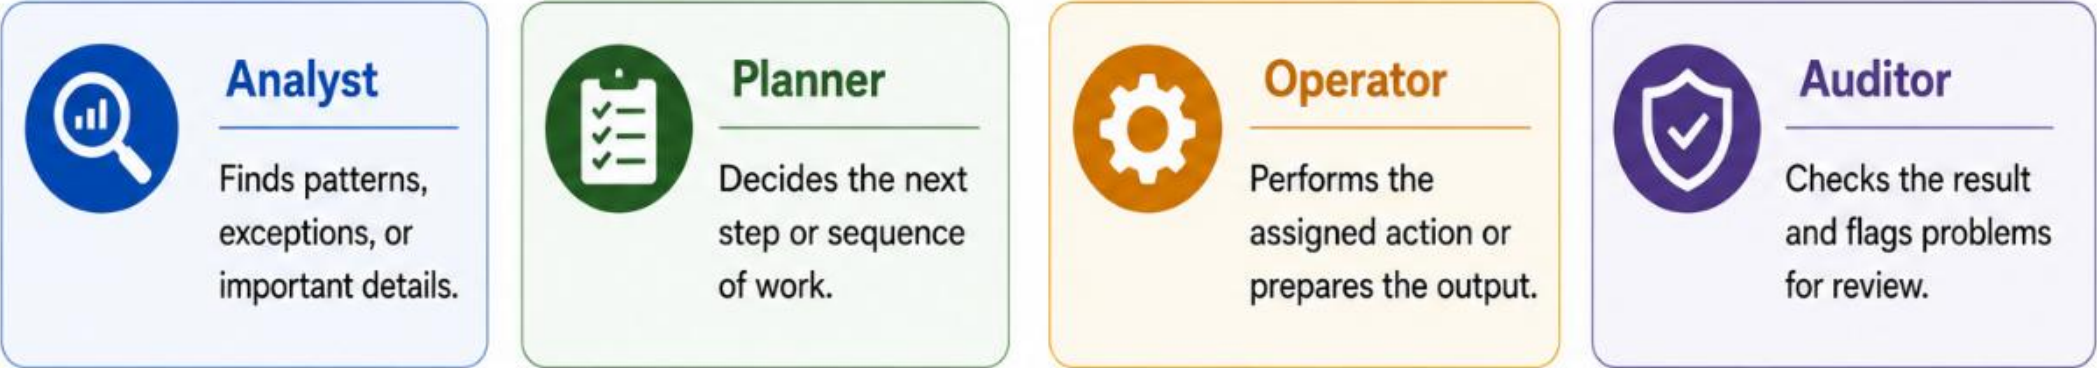 Analyst
Finds patterns,
exceptions, or
important details.
Planner
Decides the next
step or sequence
of work.
Operator
Performs the
assigned action or
prepares the output.
Auditor
Checks the result
and flags problems
for review.